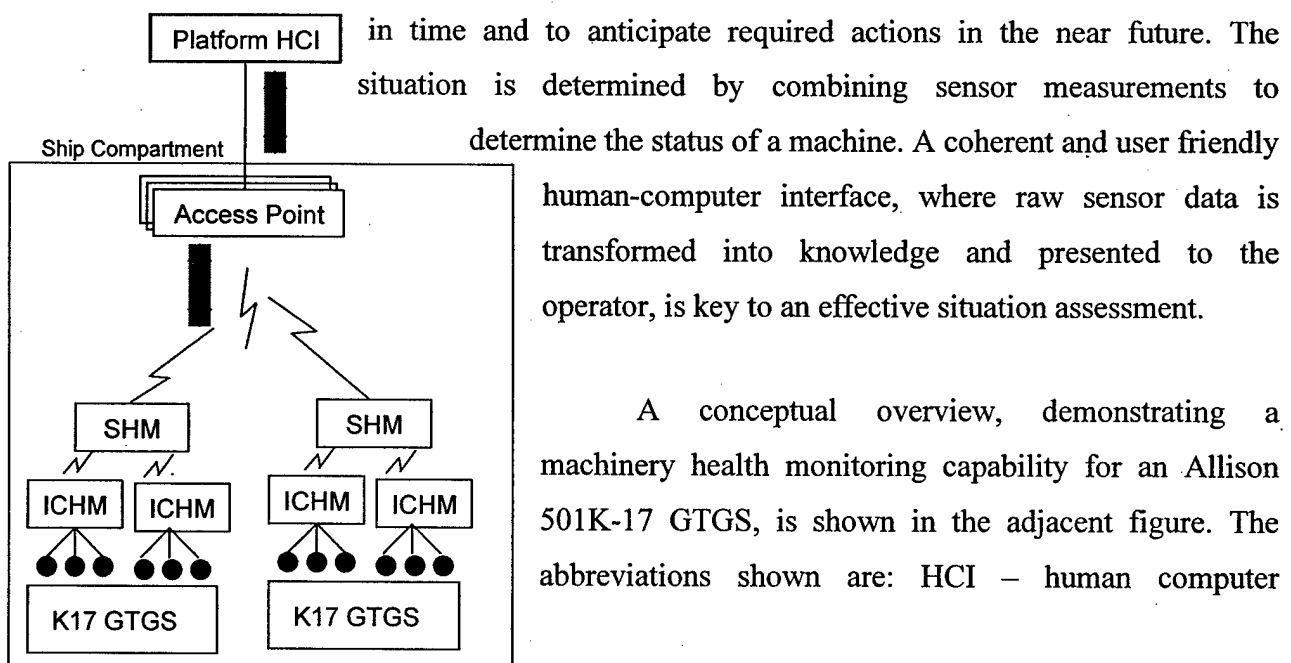 Platform HCI
Ship Compartment
Access Point
SHM
SHM
ICHM
ICHM
ICHM
ICHM
K17 GTGS
K17 GTGS
in time and to anticipate required actions in the near future. The
situation is determined by combining sensor measurements to
determine the status of a machine. A coherent and user friendly
human-computer interface, where raw sensor data is
transformed into knowledge and presented to the
operator, is key to an effective situation assessment.
A conceptual overview, demonstrating a
machinery health monitoring capability for an Allison
501K-17 GTGS, is shown in the adjacent figure. The
abbreviations shown are: HCI – human computer